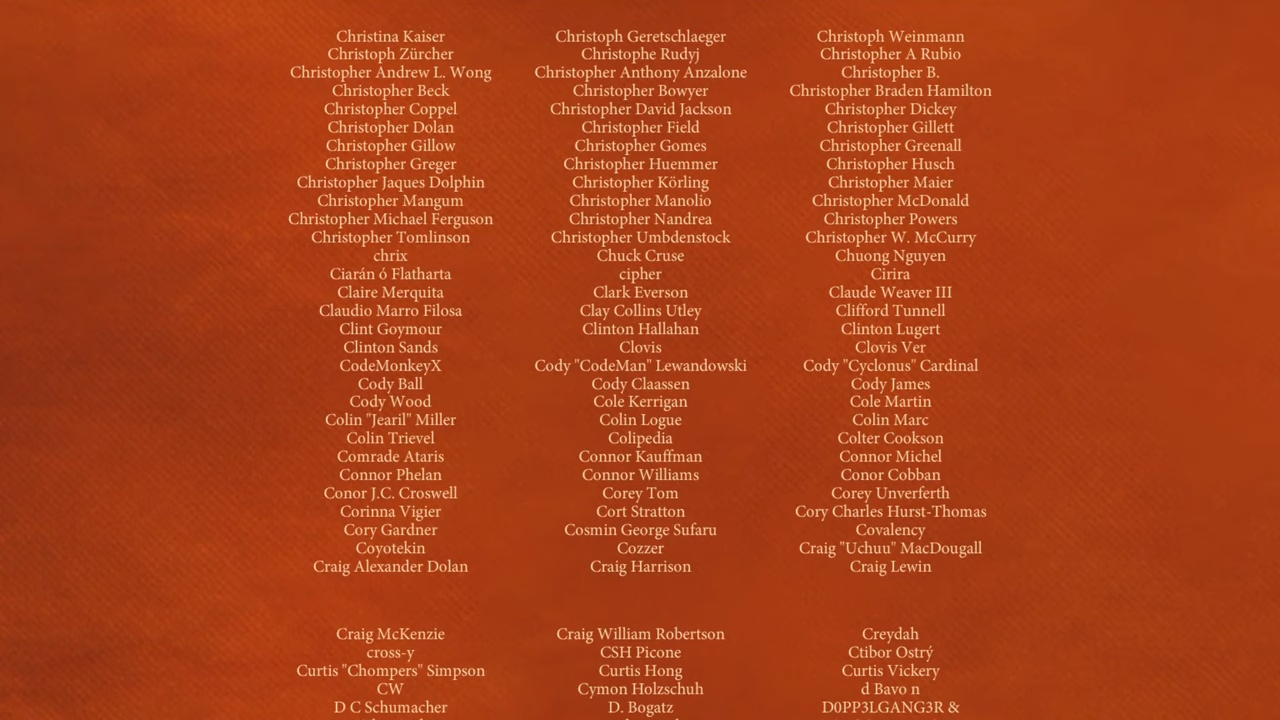 Christina Kaiser Christoph Geretschlaeger Christoph Weinmann
Christoph Zürcher Christophe Rudyj Christopher A Rubio
Christopher Andrew L. Wong Christopher Anthony Anzalone Christopher B.
Christopher Beck Christopher Bowyer Christopher Braden Hamilton
Christopher Coppel Christopher David Jackson Christopher Dickey
Christopher Dolan Christopher Field Christopher Gillett
Christopher Gillow Christopher Gomes Christopher Greenall
Christopher Greger Christopher Huemmer Christopher Husch
Christopher Jaques Dolphin Christopher Körling Christopher Maier
Christopher Mangum Christopher Manolio Christopher McDonald
Christopher Michael Ferguson Christopher Nandrea Christopher Powers
Christopher Tomlinson Christopher Umbdenstock Christopher W. McCurry
chrix Chuck Cruse Chuong Nguyen
Ciarán ó Flatharta cipher Cirira
Claire Merquita Clark Everson Claude Weaver III
Claudio Marro Filosa Clay Collins Utley Clifford Tunnell
Clint Goymour Clinton Hallahan Clinton Lugert
Clinton Sands Clovis Clovis Ver
CodeMonkeyX Cody "CodeMan" Lewandowski Cody "Cyclonus" Cardinal
Cody Ball Cody Claassen Cody James
Cody Wood Cole Kerrigan Cole Martin
Colin "Jearil" Miller Colin Logue Colin Marc
Colin Trievel Colipedia Colter Cookson
Comrade Ataris Connor Kauffman Connor Michel
Connor Phelan Connor Williams Conor Cobban
Conor J.C. Croswell Corey Tom Corey Unverferth
Corinna Vigier Cort Stratton Cory Charles Hurst-Thomas
Cory Gardner Cosmin George Sufaru Covalency
Coyotekin Cozzer Craig "Uchuu" MacDougall
Craig Alexander Dolan Craig Harrison Craig Lewin
Craig McKenzie Craig William Robertson Creydah
cross-y CSH Picone Ctibor Ostrý
Curtis "Chompers" Simpson Curtis Hong Curtis Vickery
CW Cymon Holzschuh d Bavo n
D C Schumacher D. Bogatz D0PP3LGANG3R &